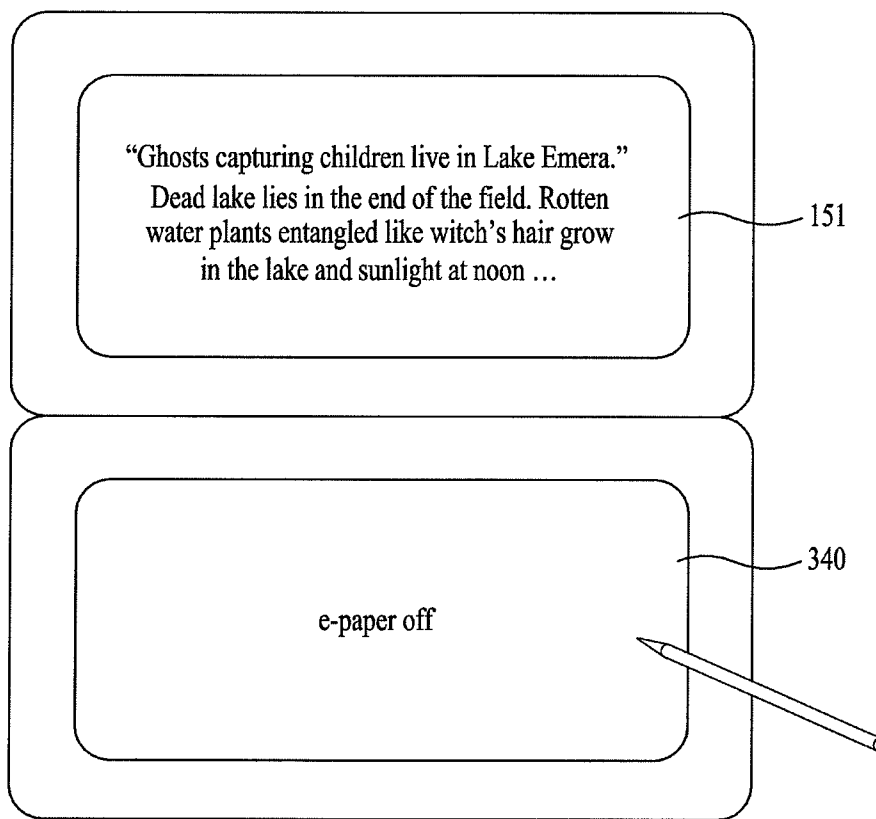 “Ghosts capturing children live in Lake Emera.”
Dead lake lies in the end of the field. Rotten
water plants entangled like witch’s hair grow
in the lake and sunlight at noon ...
151
340
e-paper off